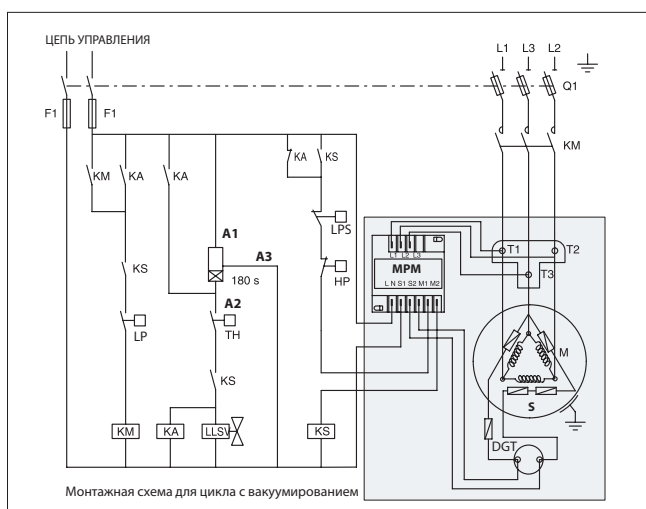 ЦЕПЬ УПРАВЛЕНИЯ
L1 L3 L2
Q1
F1 F1
KM
KM KA KA KA KS
LPS
A1
A3
180 s
HP
KS
A2
LP TH
KS
KM KA LLSV KS
L1 L2 L3
MPM
L N S1 S2 M1 M2
T1 T2
T3
M
S
DGT
Монтажная схема для цикла с вакуумированием